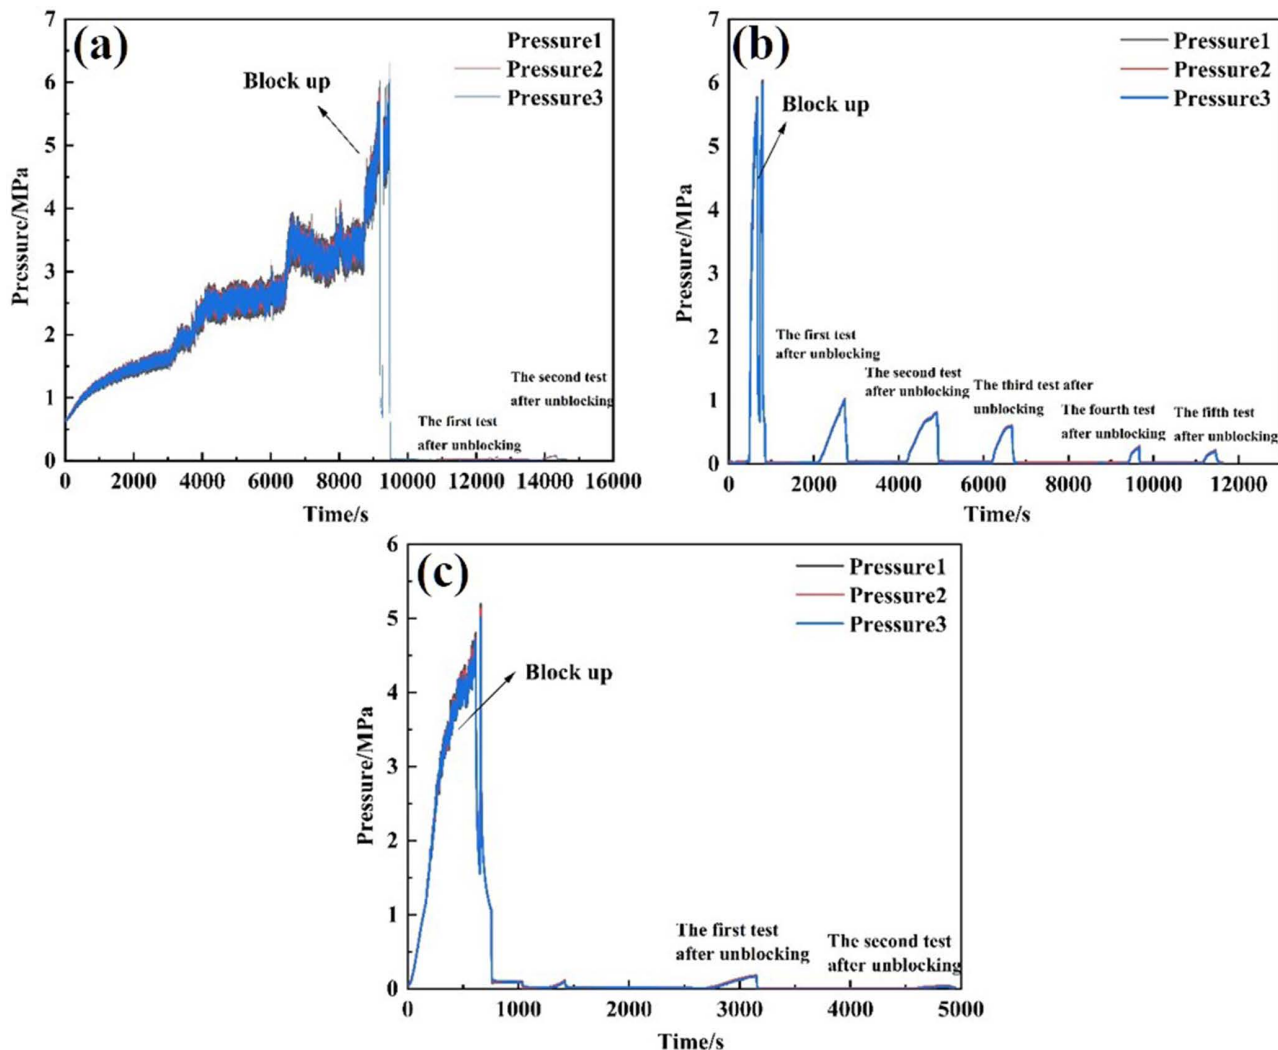 (a)
Pressure1
Pressure2
Pressure3
Block up
The second test
after unblocking
The first test
after unblocking
7
6
5
4
3
2
1
0
Pressure/MPa
0 2000 4000 6000 8000 10000 12000 14000 16000
Time/s
(b)
Pressure1
Pressure2
Pressure3
Block up
The first test
after unblocking
The second test
after unblocking
The third test after
unblocking
The fourth test
after unblocking
The fifth test
after unblocking
7
6
5
4
3
2
1
0
Pressure/MPa
0 2000 4000 6000 8000 10000 12000
Time/s
(c)
Pressure1
Pressure2
Pressure3
Block up
The first test
after unblocking
The second test
after unblocking
6
5
4
3
2
1
0
Pressure/MPa
0 1000 2000 3000 4000 5000
Time/s